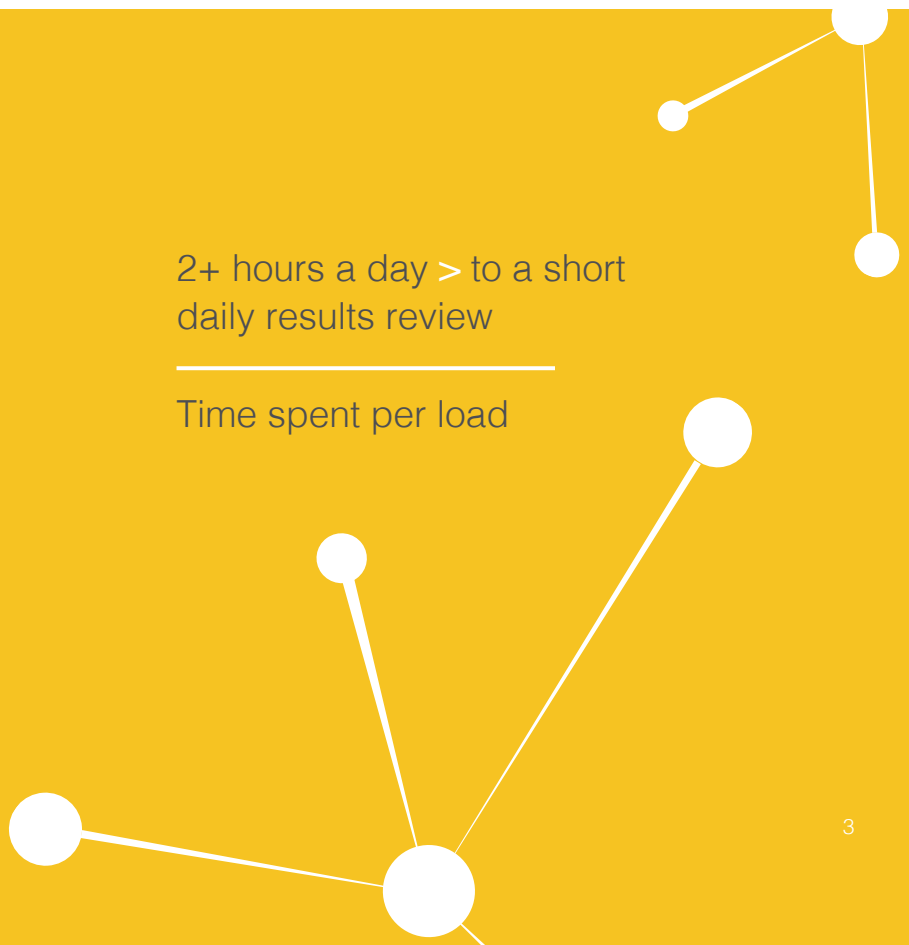 2+ hours a day > to a short
daily results review
Time spent per load
3